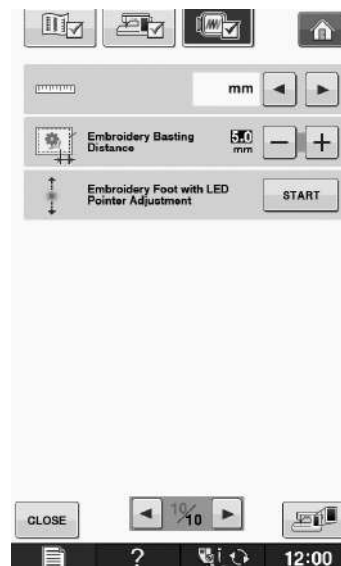 mm
Embroidery Basting
Distance
5.0
mm
− +
Embroidery Foot with LED
Pointer Adjustment
START
CLOSE
10/10
?
i
12:00